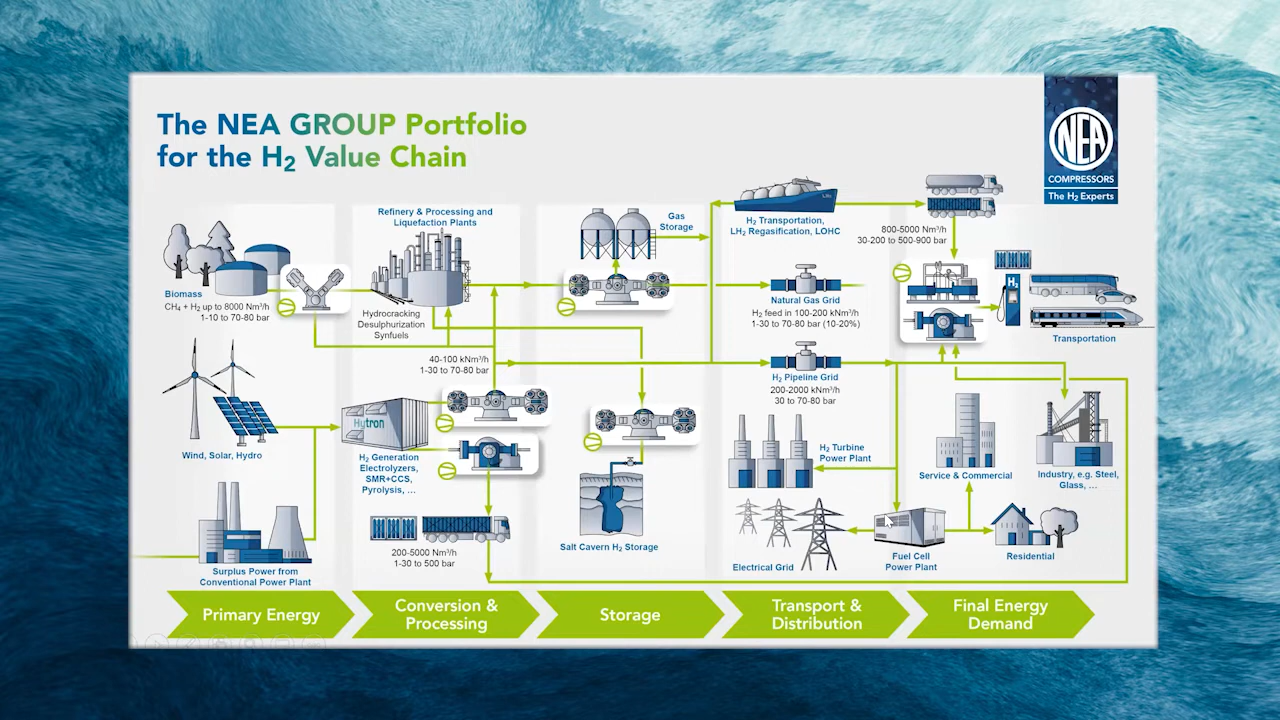 The NEA GROUP Portfolio
for the H₂ Value Chain
NEA
COMPRESSORS
The H₂ Experts
Biomass
CH₄ + H₂ up to 8000 Nm³/h
1-10 to 70-80 bar
Wind, Solar, Hydro
Surplus Power from
Conventional Power Plant
Refinery & Processing and
Liquefaction Plants
Hydrocracking
Desulphurization
Synfuels
40-100 kNm³/h
1-30 to 70-80 bar
Hytron
H₂ Generation
Electrolyzers,
SMR+CCS,
Pyrolysis, ...
200-5000 Nm³/h
1-30 to 500 bar
Gas
Storage
Salt Cavern H₂ Storage
H₂ Transportation,
LH₂ Regasification, LOHC
Natural Gas Grid
H₂ feed in 100-200 kNm³/h
1-30 to 70-80 bar (10-20%)
H₂ Pipeline Grid
200-2000 kNm³/h
30 to 70-80 bar
H₂ Turbine
Power Plant
Electrical Grid
800-5000 Nm³/h
30-200 to 500-900 bar
H₂
Transportation
Service & Commercial
Industry, e.g. Steel,
Glass, ...
Fuel Cell
Power Plant
Residential
Primary Energy
Conversion &
Processing
Storage
Transport &
Distribution
Final Energy
Demand